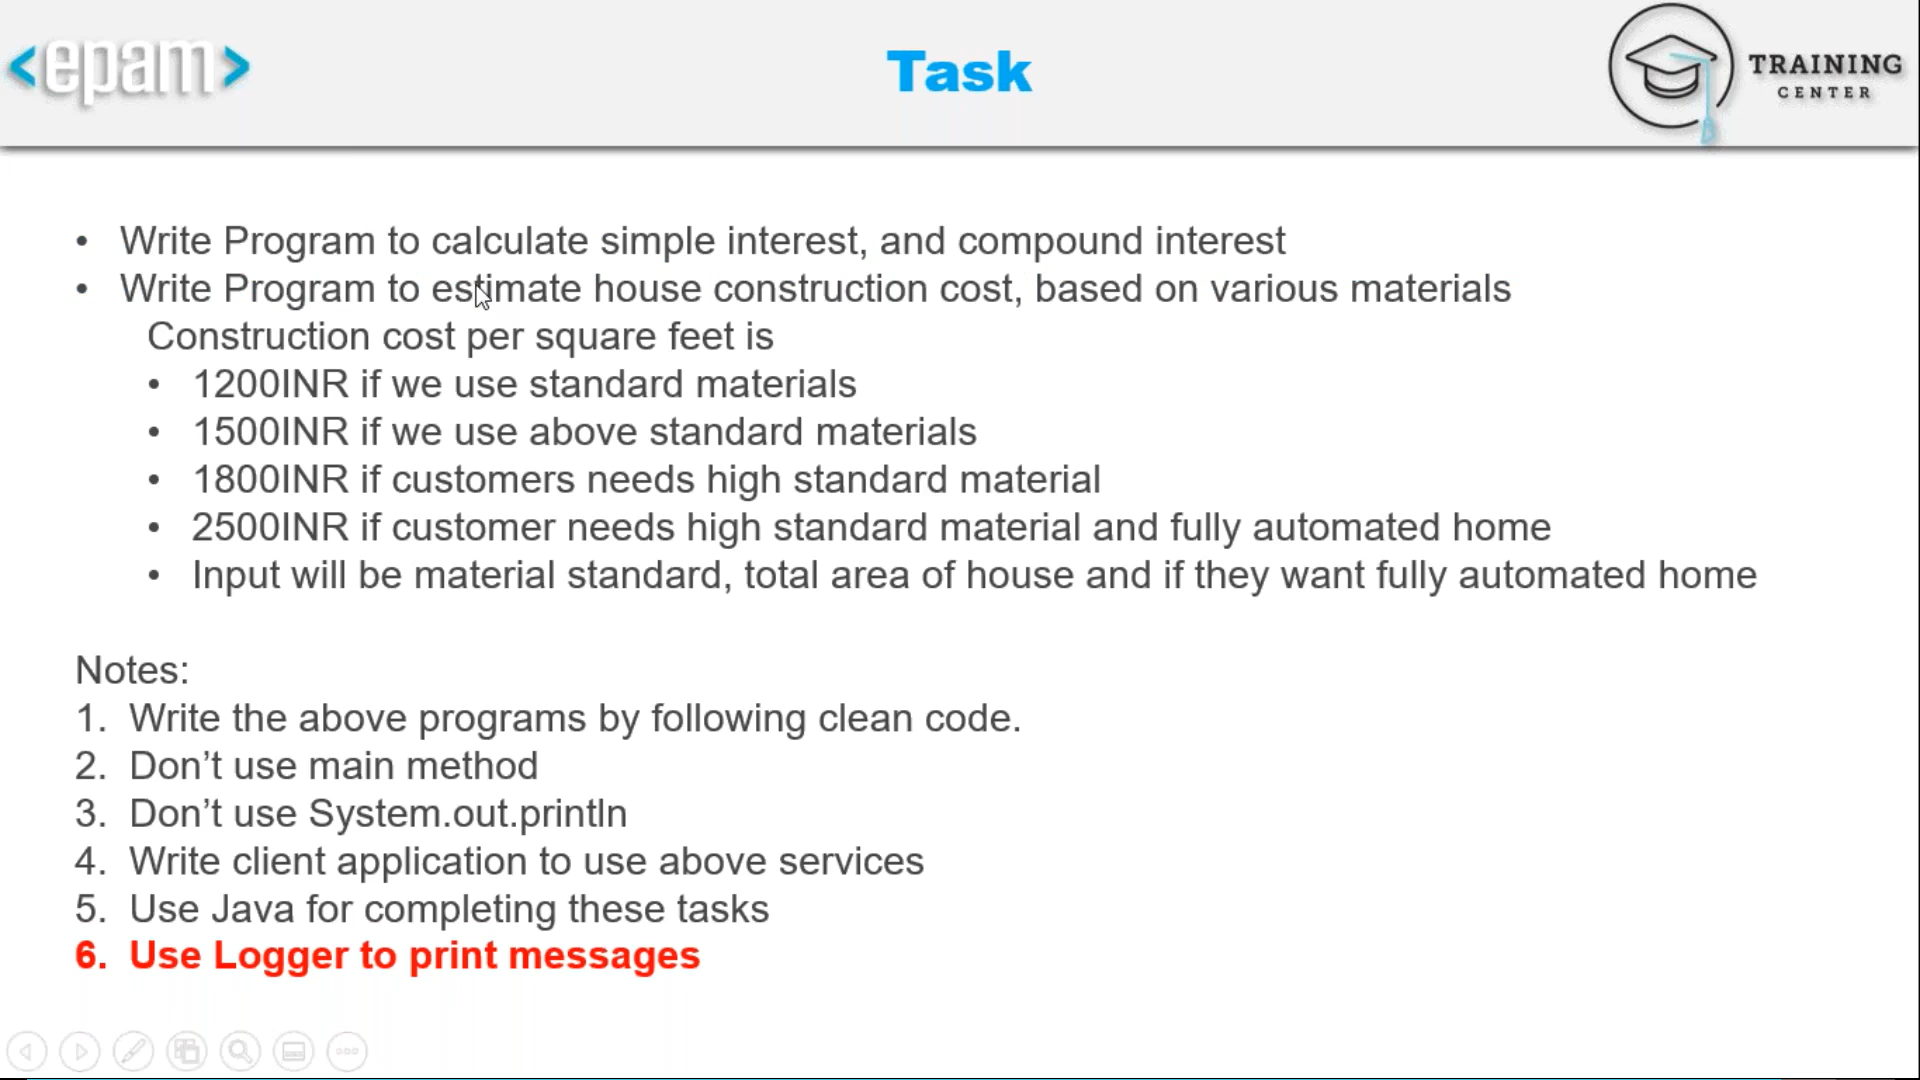 <epam>
Task
TRAINING
CENTER
• Write Program to calculate simple interest, and compound interest
• Write Program to estimate house construction cost, based on various materials
Construction cost per square feet is
• 1200INR if we use standard materials
• 1500INR if we use above standard materials
• 1800INR if customers needs high standard material
• 2500INR if customer needs high standard material and fully automated home
• Input will be material standard, total area of house and if they want fully automated home
Notes:
1. Write the above programs by following clean code.
2. Don’t use main method
3. Don’t use System.out.println
4. Write client application to use above services
5. Use Java for completing these tasks
6. Use Logger to print messages